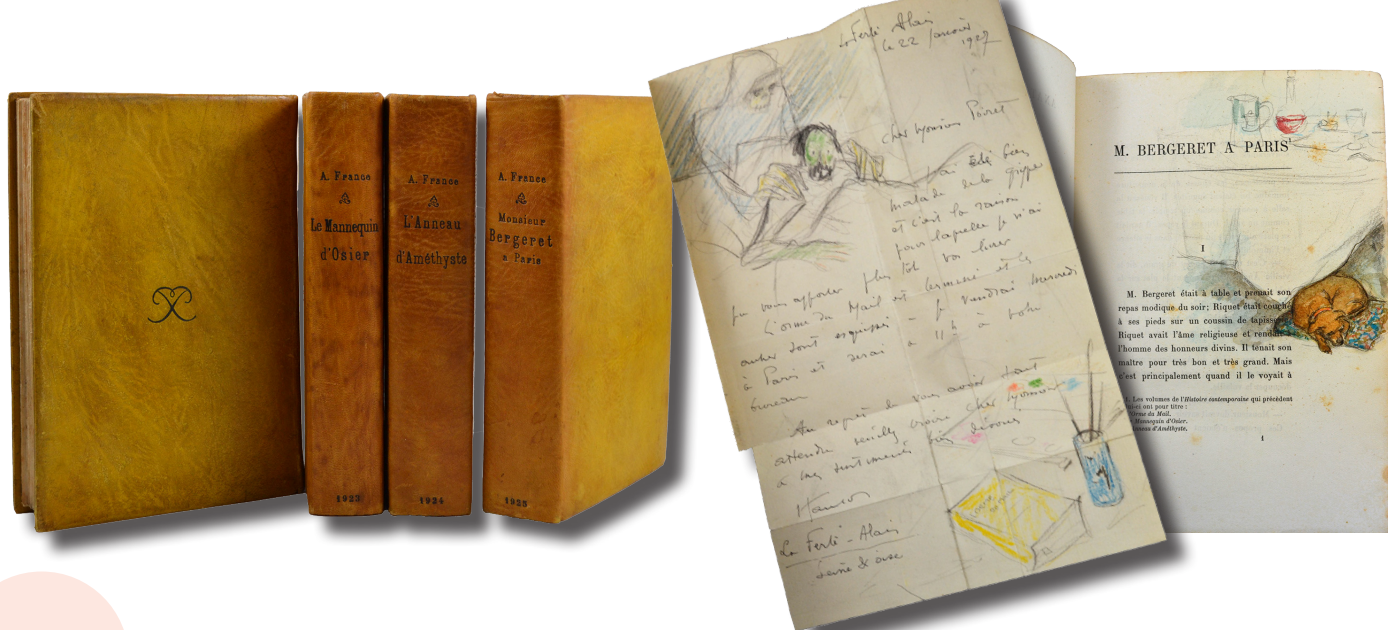 A. France
Le Mannequin
d'Osier
1923
A. France
L'Anneau
d'Améthyste
1924
A. France
Monsieur
Bergeret
a Paris
1925
La Ferté Alais
le 22 janvier 1927
cher Monsieur
j'ai été bien
malade de la grippe
et c'est la raison
pour laquelle je n'ai
pu vous apporter plus tôt vos livres
L'orme du Mail est terminé et les
autres sont esquissés - je viendrai mercredi
à Paris et serai à 11 h à votre
bureau
Au regret de vous avoir fait
attendre veuillez croire cher Monsieur
à mes sentiments bien dévoués
La Ferté-Alais
Seine & oise
M. BERGERET A PARIS¹
I
M. Bergeret était à table et prenait son
repas modique du soir; Riquet était couché
à ses pieds sur un coussin de tapisserie.
Riquet avait l'âme religieuse et rendait à
l'homme des honneurs divins. Il tenait son
maître pour très bon et très grand. Mais
c'est principalement quand il le voyait à
1. Les volumes de l'Histoire contemporaine qui précèdent
celui-ci ont pour titre :
L'Orme du Mail.
Le Mannequin d'Osier.
L'Anneau d'Améthyste.
1